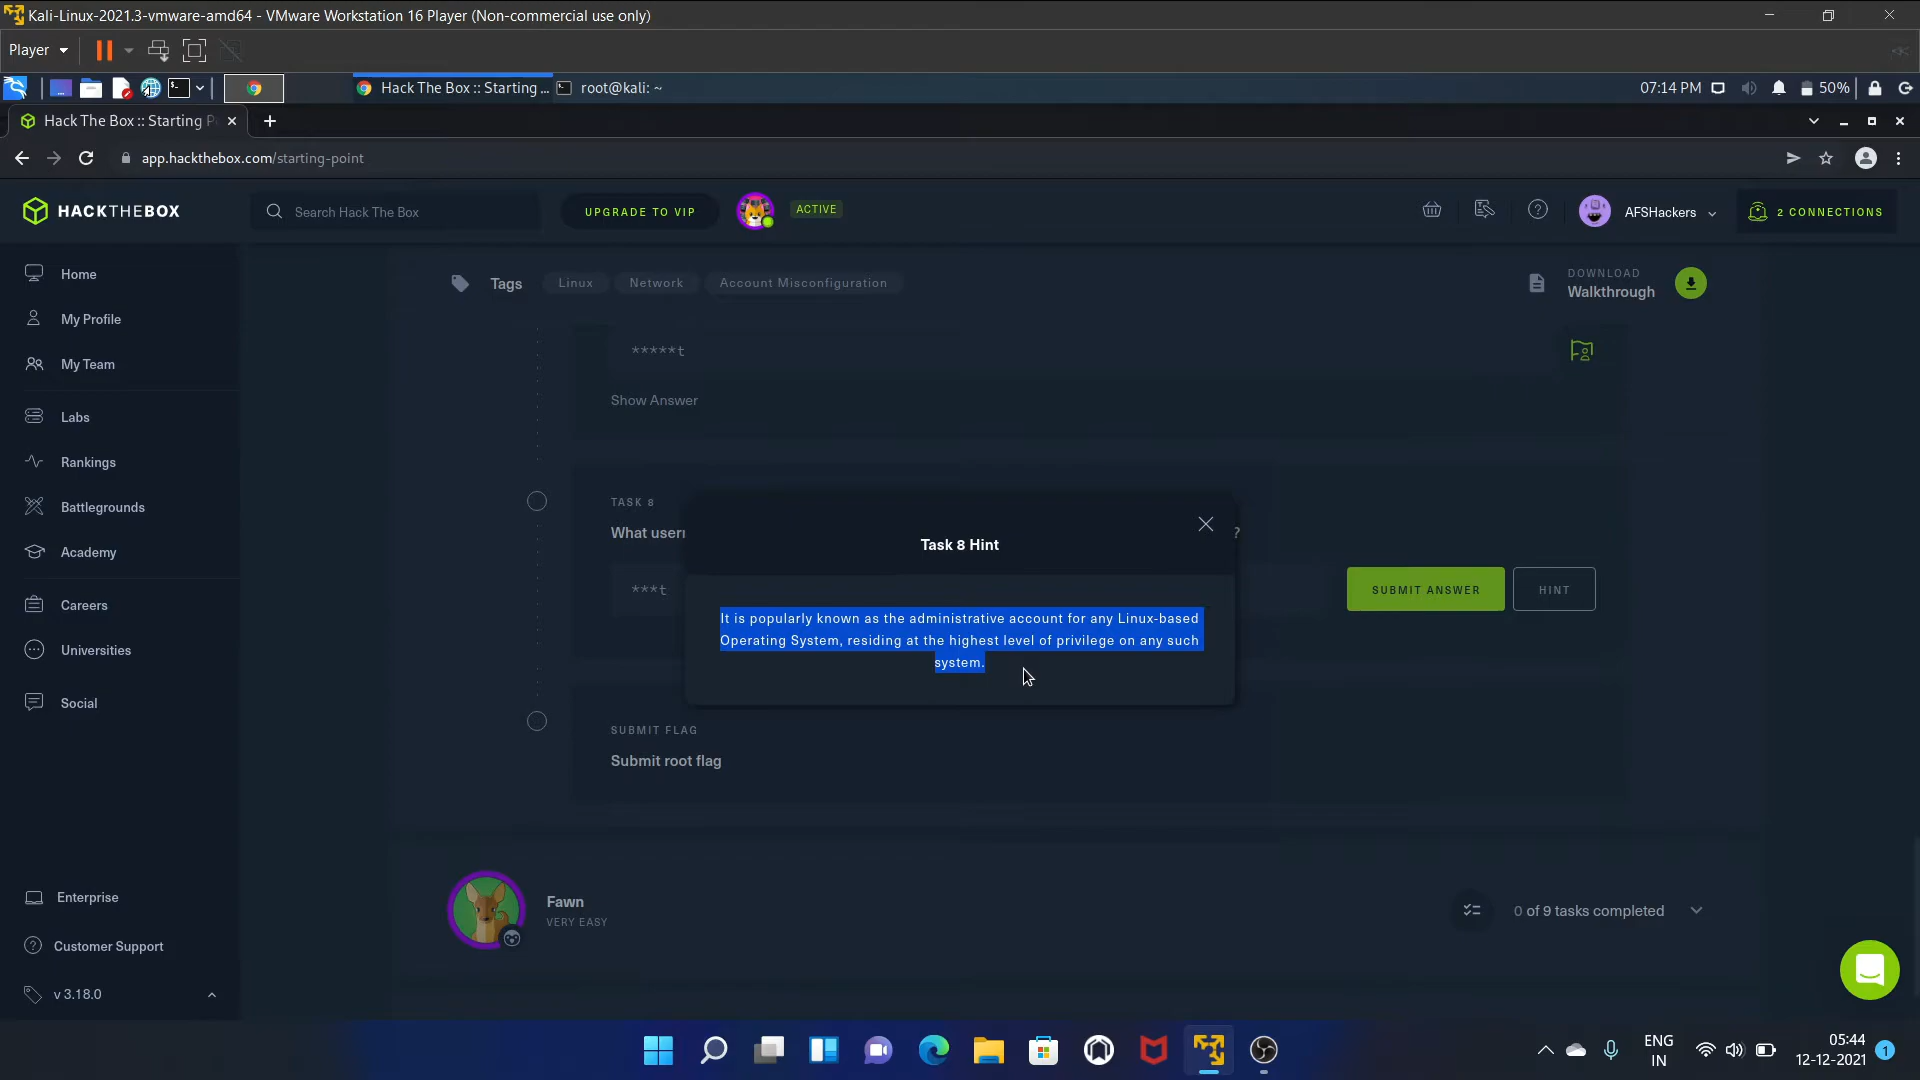 Kali-Linux-2021.3-vmware-amd64 - VMware Workstation 16 Player (Non-commercial use only)
Player
Hack The Box :: Starting ...
root@kali: ~
07:14 PM
50%
Hack The Box :: Starting P
app.hackthebox.com/starting-point
HACKTHEBOX
Search Hack The Box
UPGRADE TO VIP
ACTIVE
AFSHackers
2 CONNECTIONS
Home
My Profile
My Team
Labs
Rankings
Battlegrounds
Academy
Careers
Universities
Social
Enterprise
Customer Support
v 3.18.0
Tags
Linux
Network
Account Misconfiguration
DOWNLOAD
Walkthrough
*****t
Show Answer
TASK 8
What user
?
***t
SUBMIT ANSWER
HINT
Task 8 Hint
It is popularly known as the administrative account for any Linux-based
Operating System, residing at the highest level of privilege on any such
system.
SUBMIT FLAG
Submit root flag
Fawn
VERY EASY
0 of 9 tasks completed
ENG
IN
05:44
12-12-2021
1